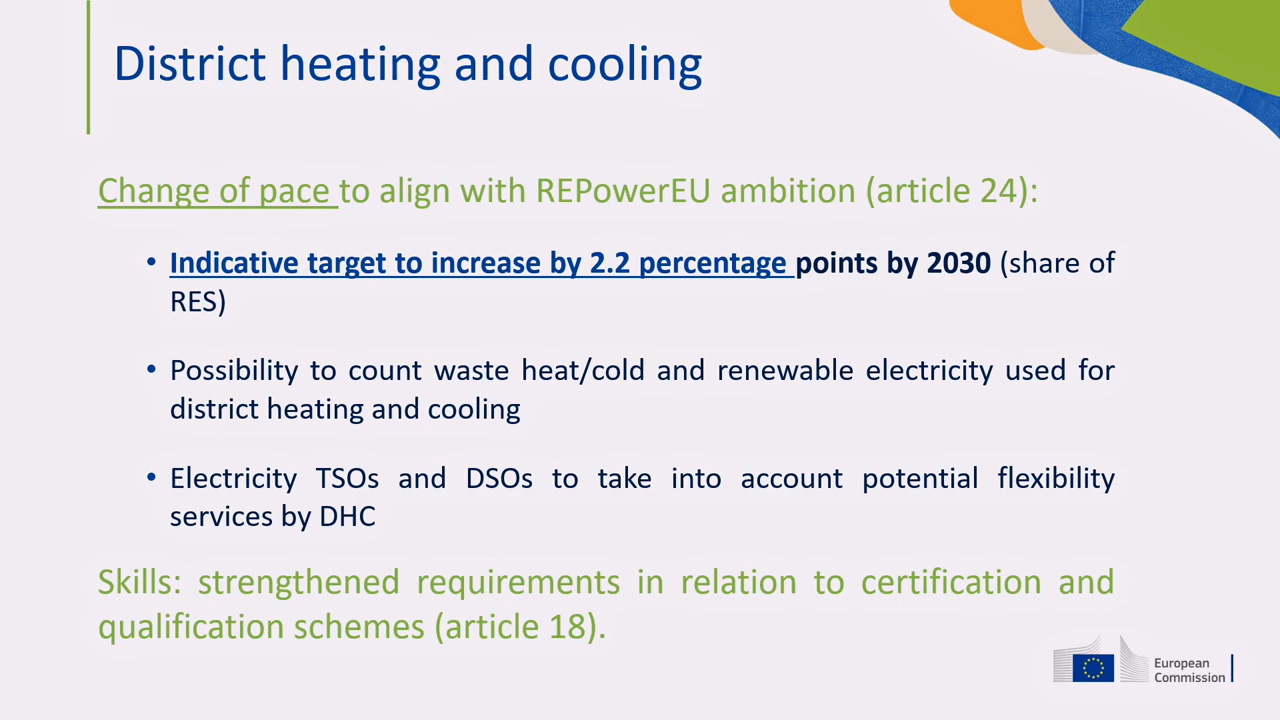 District heating and cooling
Change of pace to align with REPowerEU ambition (article 24):
• Indicative target to increase by 2.2 percentage points by 2030 (share of
RES)
• Possibility to count waste heat/cold and renewable electricity used for
district heating and cooling
• Electricity TSOs and DSOs to take into account potential flexibility
services by DHC
Skills: strengthened requirements in relation to certification and
qualification schemes (article 18).
European
Commission